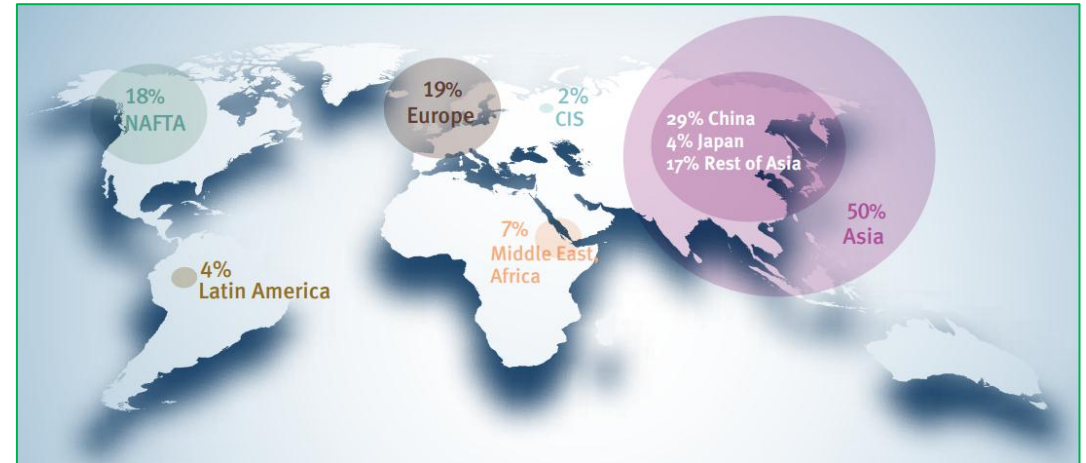 18%
NAFTA
19%
Europe
2%
CIS
29% China
4% Japan
17% Rest of Asia
50%
Asia
7%
Middle East,
Africa
4%
Latin America